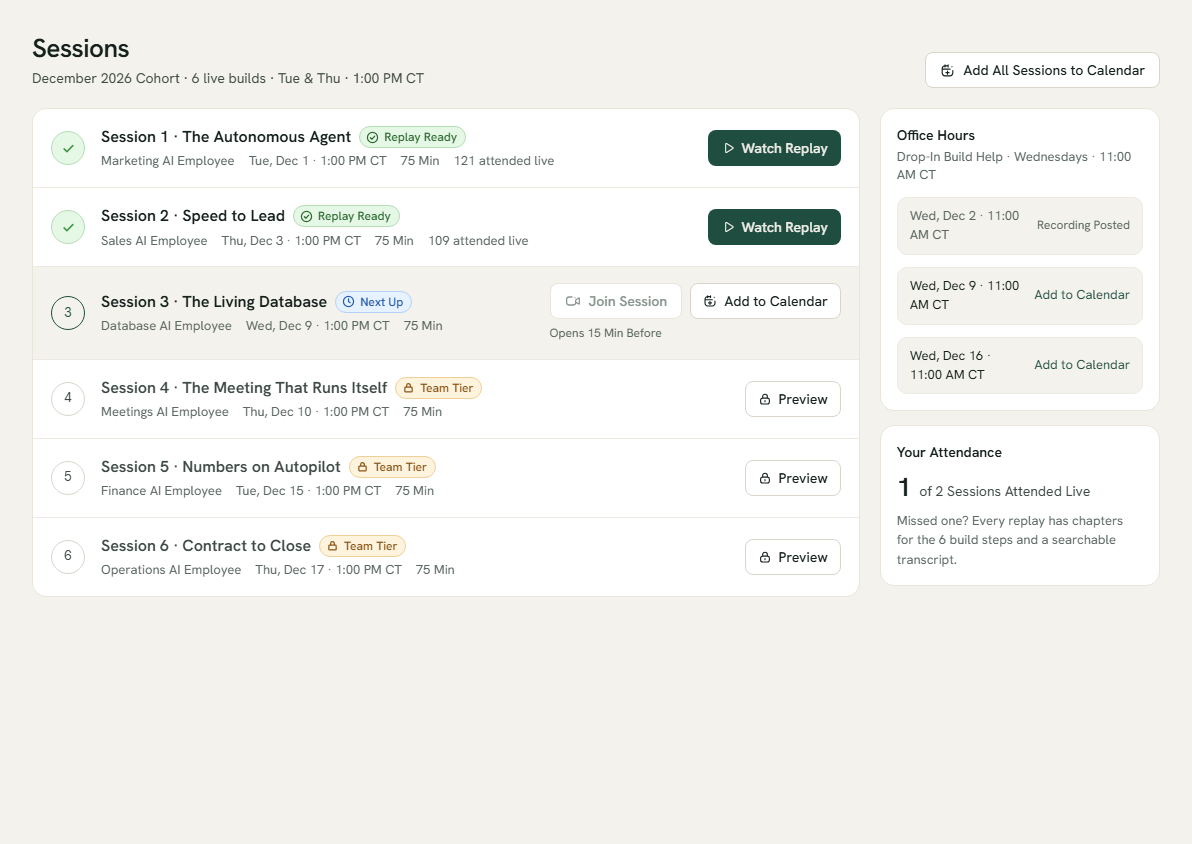 Sessions
December 2026 Cohort · 6 live builds · Tue & Thu · 1:00 PM CT
Add All Sessions to Calendar
Session 1 · The Autonomous Agent Replay Ready
Marketing AI Employee Tue, Dec 1 · 1:00 PM CT 75 Min 121 attended live
Watch Replay
Session 2 · Speed to Lead Replay Ready
Sales AI Employee Thu, Dec 3 · 1:00 PM CT 75 Min 109 attended live
Watch Replay
3
Session 3 · The Living Database Next Up
Database AI Employee Wed, Dec 9 · 1:00 PM CT 75 Min
Join Session Add to Calendar
Opens 15 Min Before
4
Session 4 · The Meeting That Runs Itself Team Tier
Meetings AI Employee Thu, Dec 10 · 1:00 PM CT 75 Min
Preview
5
Session 5 · Numbers on Autopilot Team Tier
Finance AI Employee Tue, Dec 15 · 1:00 PM CT 75 Min
Preview
6
Session 6 · Contract to Close Team Tier
Operations AI Employee Thu, Dec 17 · 1:00 PM CT 75 Min
Preview
Office Hours
Drop-In Build Help · Wednesdays · 11:00
AM CT
Wed, Dec 2 · 11:00
AM CT
Recording Posted
Wed, Dec 9 · 11:00
AM CT
Add to Calendar
Wed, Dec 16 ·
11:00 AM CT
Add to Calendar
Your Attendance
1 of 2 Sessions Attended Live
Missed one? Every replay has chapters
for the 6 build steps and a searchable
transcript.